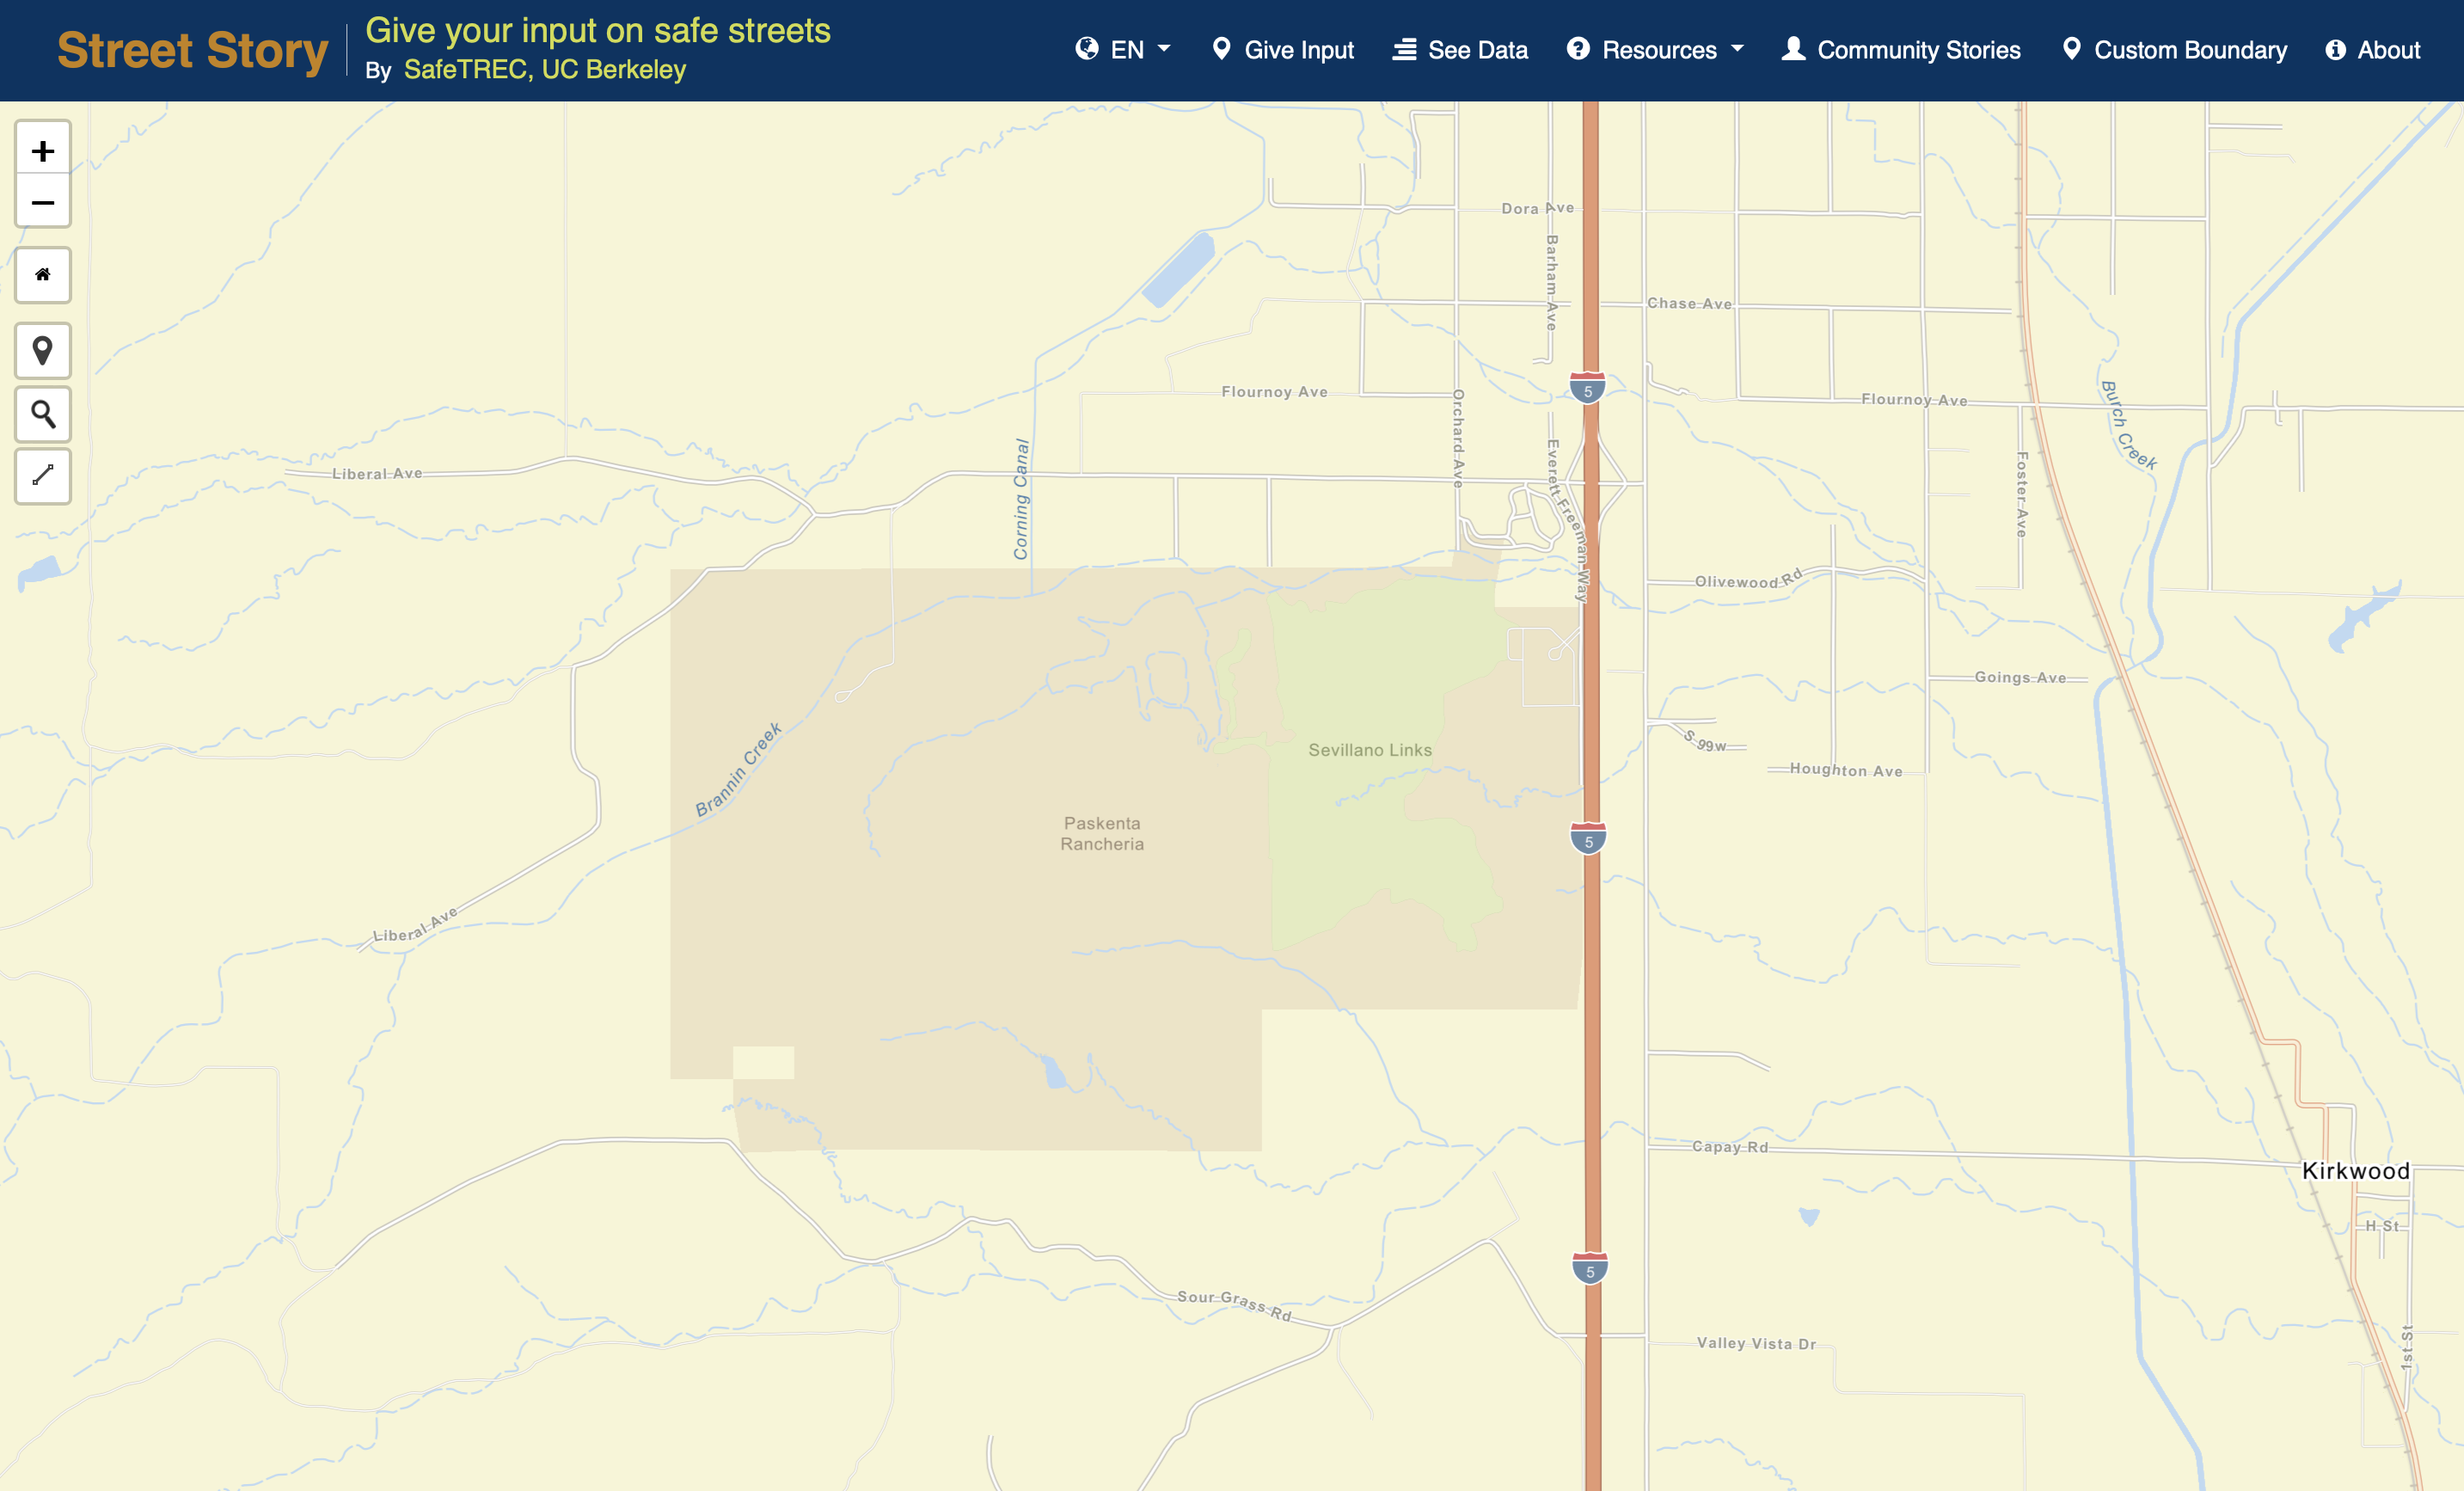 Street Story
Give your input on safe streets
By SafeTREC, UC Berkeley
EN
Give Input
See Data
Resources
Community Stories
Custom Boundary
About
+
−
Dora Ave
Barham Ave
Chase Ave
5
Flournoy Ave
Orchard Ave
Flournoy Ave
Burch Creek
Liberal Ave
Corning Canal
Everett Freeman Way
Foster Ave
Olivewood Rd
Goings Ave
Brannin Creek
Sevillano Links
S 99w
Houghton Ave
Paskenta
Rancheria
5
Liberal Ave
Capay Rd
Kirkwood
H St
5
Sour Grass Rd
Valley Vista Dr
1st St